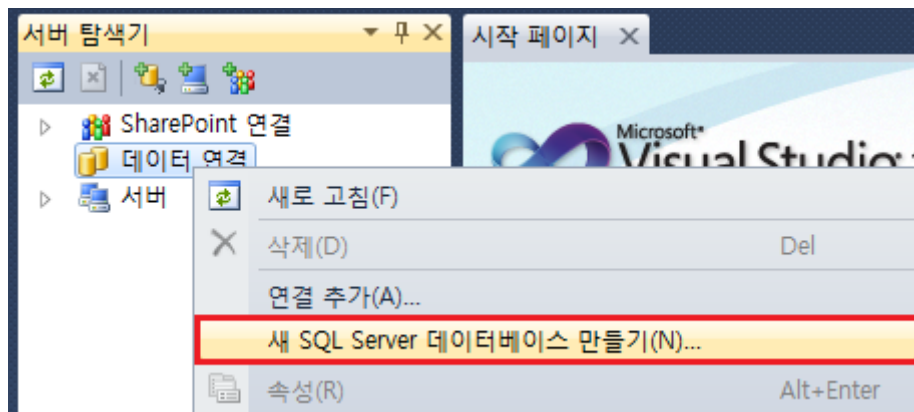 서버 탐색기
시작 페이지
SharePoint 연결
데이터 연결
서버
Microsoft
Visual Studio
새로 고침(F)
삭제(D) Del
연결 추가(A)...
새 SQL Server 데이터베이스 만들기(N)...
속성(R) Alt+Enter